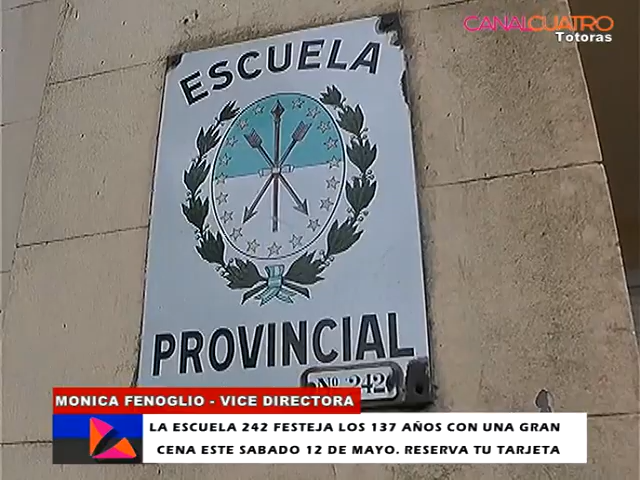 CANALCUATRO
Totoras
ESCUELA
PROVINCIAL
Nº 242
MONICA FENOGLIO - VICE DIRECTORA
LA ESCUELA 242 FESTEJA LOS 137 AÑOS CON UNA GRAN
CENA ESTE SABADO 12 DE MAYO. RESERVA TU TARJETA